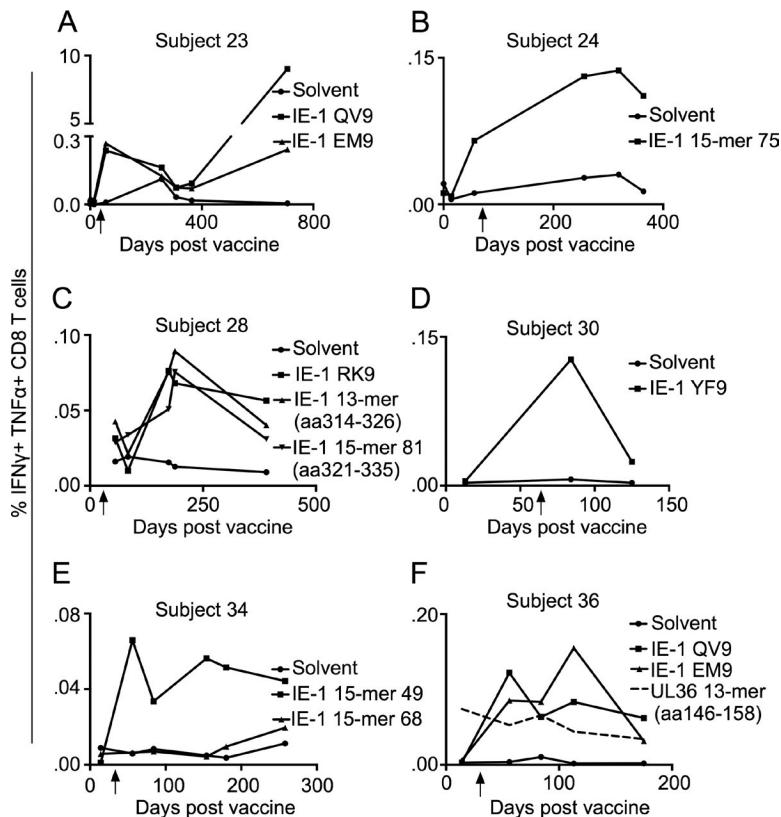 % IFNγ+ TNFα+ CD8 T cells
A
Subject 23
10
5
0.3
0.0
0
400
800
Days post vaccine
Solvent
IE-1 QV9
IE-1 EM9
B
Subject 24
0.15
.00
0
200
400
Days post vaccine
Solvent
IE-1 15-mer 75
C
Subject 28
0.10
0.05
.00
0
250
500
Days post vaccine
Solvent
IE-1 RK9
IE-1 13-mer
(aa314-326)
IE-1 15-mer 81
(aa321-335)
D
Subject 30
0.15
.00
0
50
100
150
Days post vaccine
Solvent
IE-1 YF9
E
Subject 34
0.08
0.04
.00
0
100
200
300
Days post vaccine
Solvent
IE-1 15-mer 49
IE-1 15-mer 68
F
Subject 36
0.20
0.10
.00
0
100
200
Days post vaccine
Solvent
IE-1 QV9
IE-1 EM9
UL36 13-mer
(aa146-158)